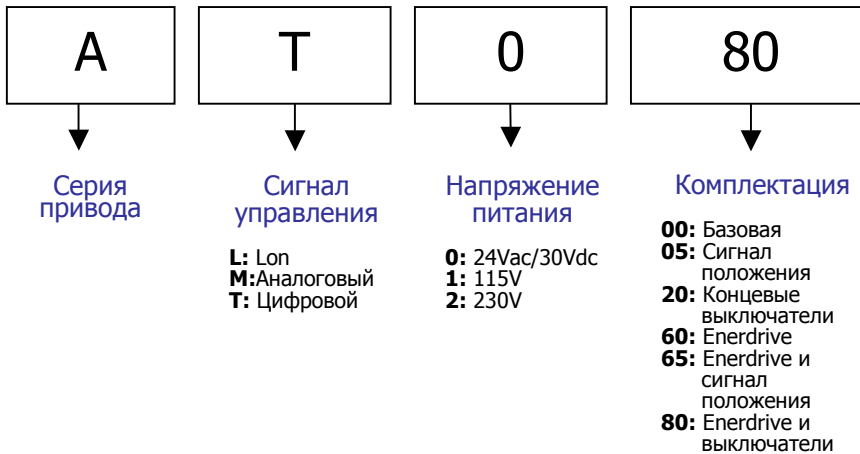 A
T
0
80
Серия
привода
Сигнал
управления
L: Lon
M:Аналоговый
T: Цифровой
Напряжение
питания
0: 24Vac/30Vdc
1: 115V
2: 230V
Комплектация
00: Базовая
05: Сигнал
положения
20: Концевые
выключатели
60: Enerdrive
65: Enerdrive и
сигнал
положения
80: Enerdrive и
выключатели